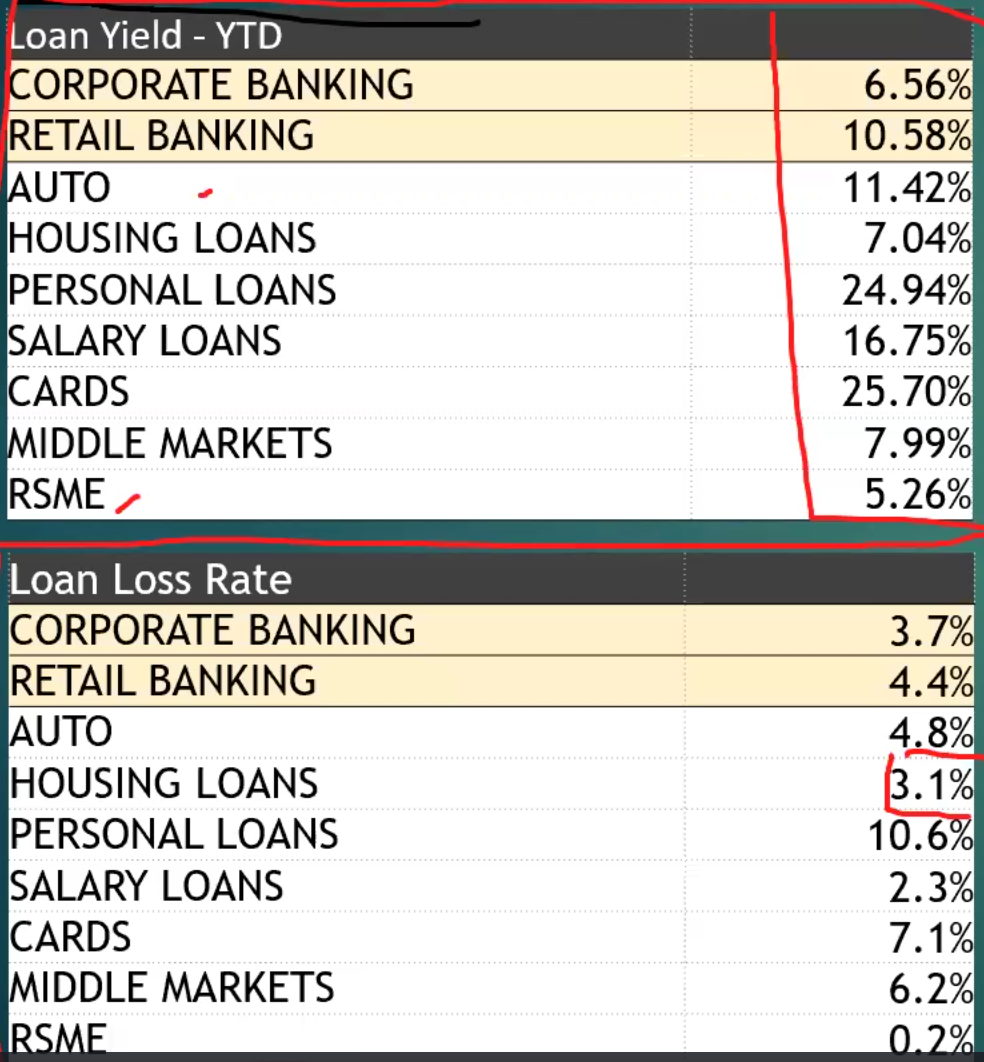 Loan Yield - YTD
CORPORATE BANKING 6.56%
RETAIL BANKING 10.58%
AUTO 11.42%
HOUSING LOANS 7.04%
PERSONAL LOANS 24.94%
SALARY LOANS 16.75%
CARDS 25.70%
MIDDLE MARKETS 7.99%
RSME 5.26%
Loan Loss Rate
CORPORATE BANKING 3.7%
RETAIL BANKING 4.4%
AUTO 4.8%
HOUSING LOANS 3.1%
PERSONAL LOANS 10.6%
SALARY LOANS 2.3%
CARDS 7.1%
MIDDLE MARKETS 6.2%
RSME 0.2%